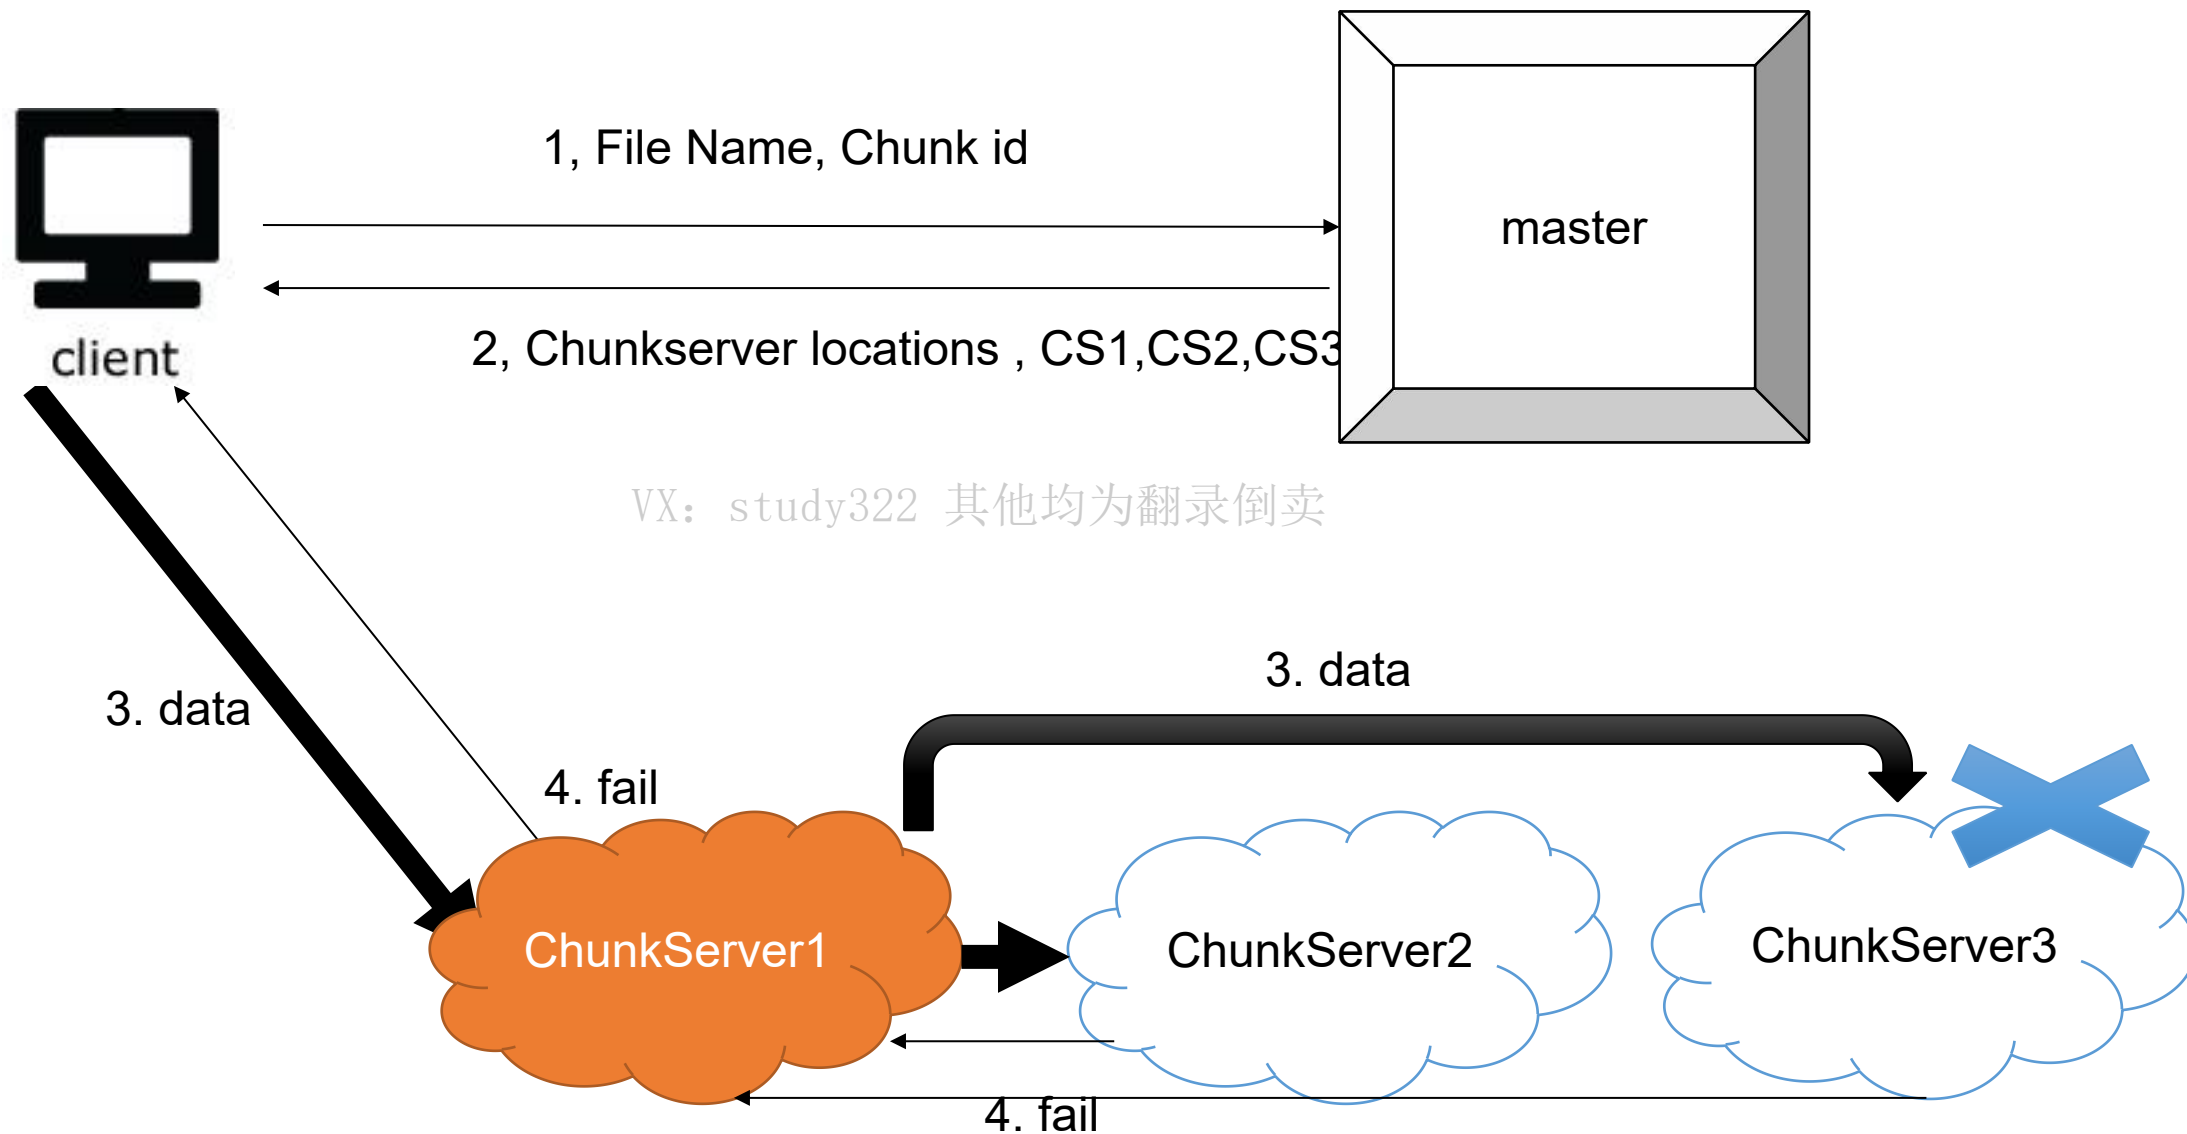 1, File Name, Chunk id
master
client
2, Chunkserver locations , CS1,CS2,CS3
VX: study322 其他均为翻录倒卖
3. data
3. data
4. fail
ChunkServer1
ChunkServer2
ChunkServer3
4. fail